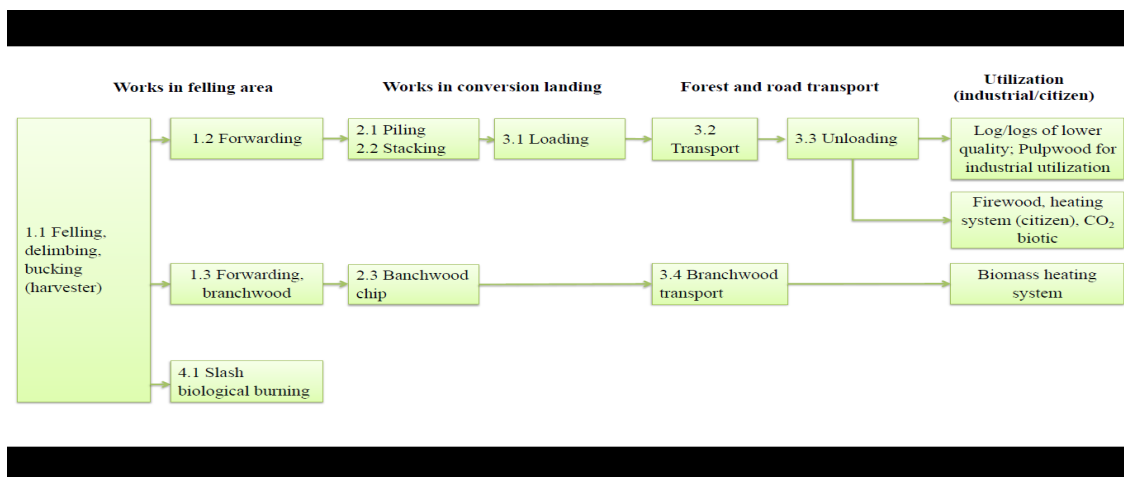 Works in felling area
Works in conversion landing
Forest and road transport
Utilization
(industrial/citizen)
1.1 Felling,
delimbing,
bucking
(harvester)
1.2 Forwarding
2.1 Piling
2.2 Stacking
3.1 Loading
3.2
Transport
3.3 Unloading
Log/logs of lower
quality; Pulpwood for
industrial utilization
Firewood, heating
system (citizen), CO₂
biotic
1.3 Forwarding,
branchwood
2.3 Banchwood
chip
3.4 Branchwood
transport
Biomass heating
system
4.1 Slash
biological burning